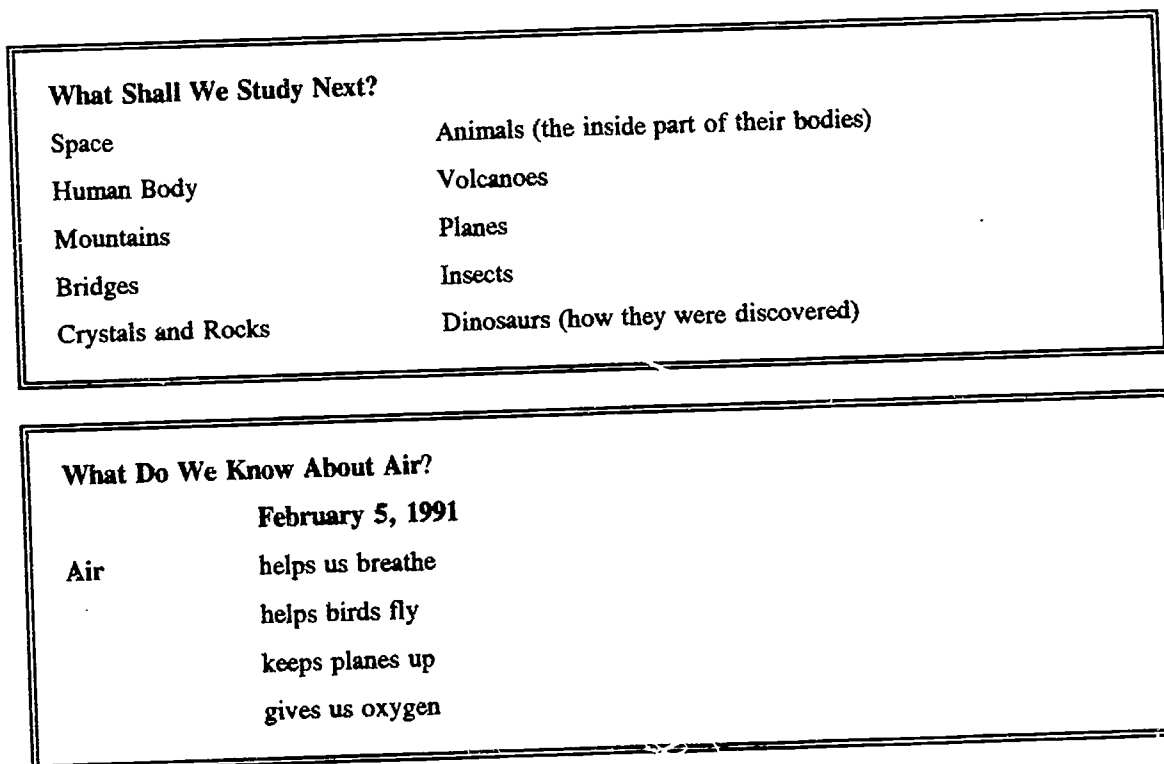 What Shall We Study Next?
Space Animals (the inside part of their bodies)
Human Body Volcanoes
Mountains Planes
Bridges Insects
Crystals and Rocks Dinosaurs (how they were discovered)
What Do We Know About Air?
February 5, 1991
Air helps us breathe
helps birds fly
keeps planes up
gives us oxygen